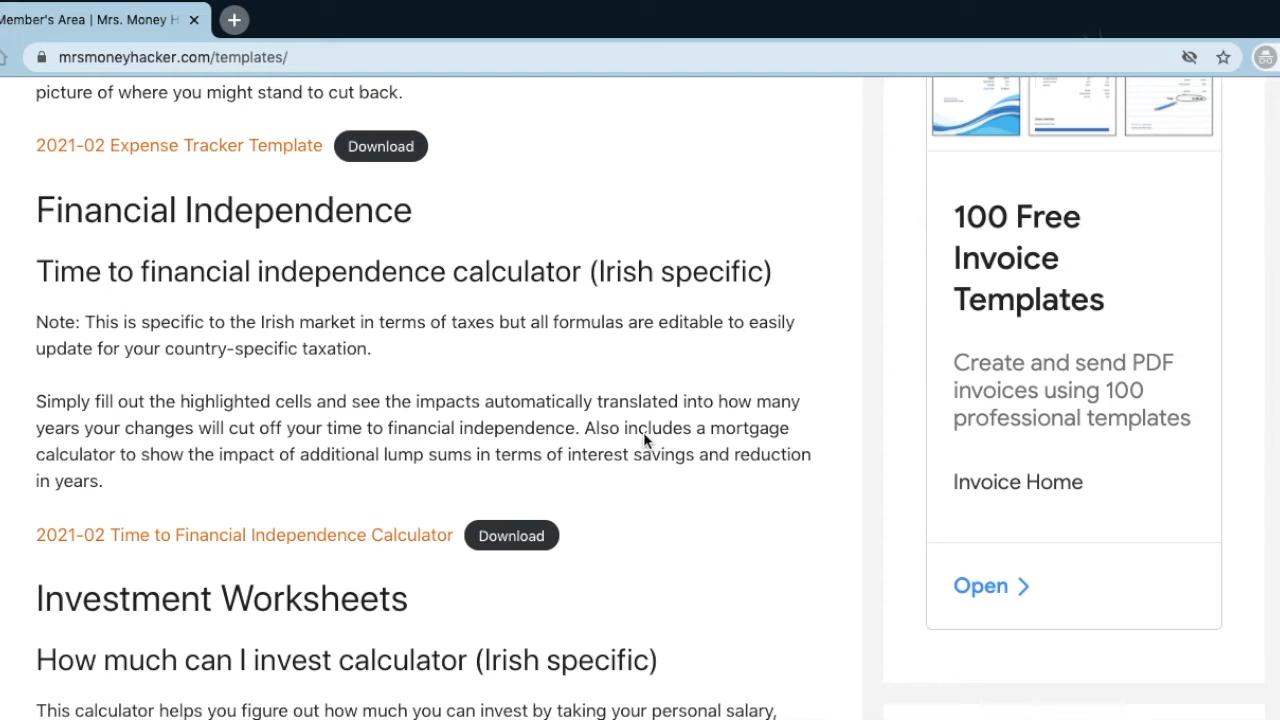 Member's Area | Mrs. Money H
mrsmoneyhacker.com/templates/
picture of where you might stand to cut back.
2021-02 Expense Tracker Template Download
Financial Independence
Time to financial independence calculator (Irish specific)
Note: This is specific to the Irish market in terms of taxes but all formulas are editable to easily
update for your country-specific taxation.
Simply fill out the highlighted cells and see the impacts automatically translated into how many
years your changes will cut off your time to financial independence. Also includes a mortgage
calculator to show the impact of additional lump sums in terms of interest savings and reduction
in years.
2021-02 Time to Financial Independence Calculator Download
Investment Worksheets
How much can I invest calculator (Irish specific)
This calculator helps you figure out how much you can invest by taking your personal salary,
100 Free
Invoice
Templates
Create and send PDF
invoices using 100
professional templates
Invoice Home
Open